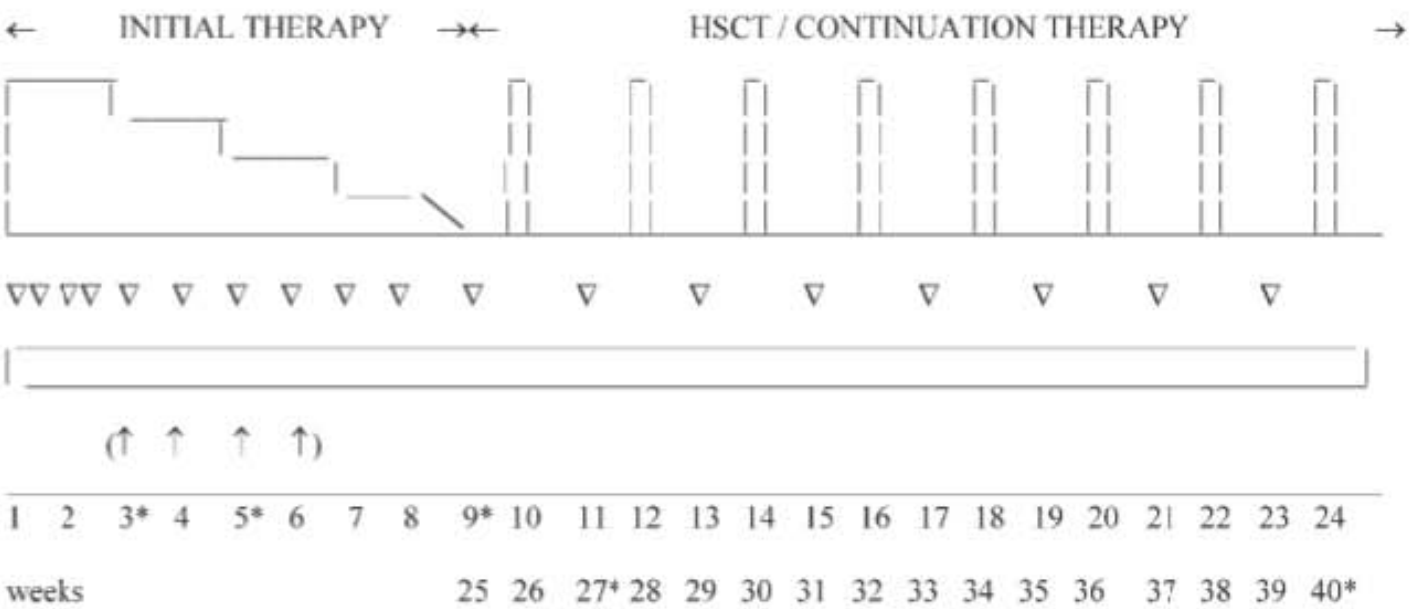 ← INITIAL THERAPY →← HSCT / CONTINUATION THERAPY →
∇∇ ∇∇ ∇ ∇ ∇ ∇ ∇ ∇ ∇ ∇ ∇ ∇ ∇ ∇ ∇ ∇
(↑ ↑ ↑ ↑)
1 2 3* 4 5* 6 7 8 9* 10 11 12 13 14 15 16 17 18 19 20 21 22 23 24
weeks 25 26 27* 28 29 30 31 32 33 34 35 36 37 38 39 40*